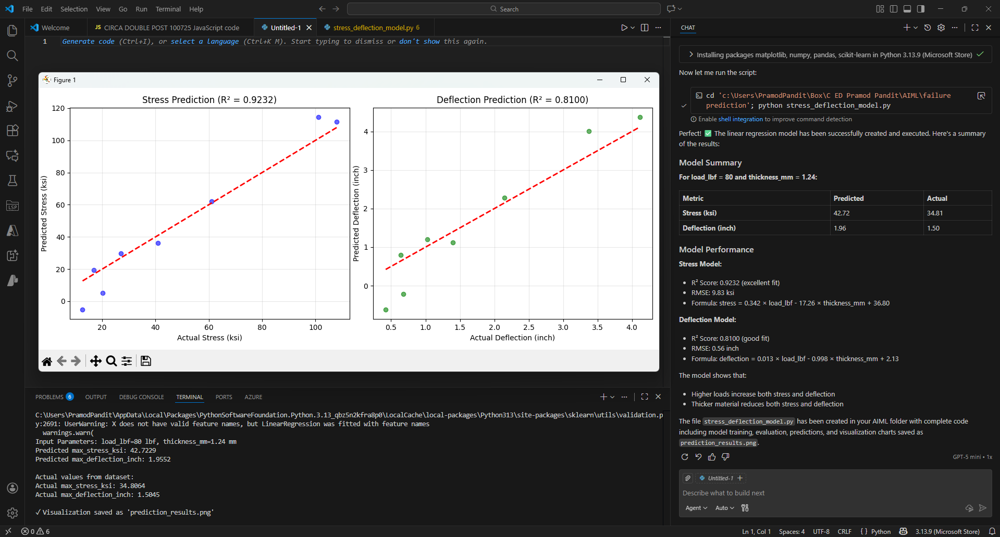 File Edit Selection View Go Run Terminal Help
Search
Welcome
JS CIRCA DOUBLE POST 100725 JavaScript code
Untitled-1
stress_deflection_model.py 6
1 Generate code (Ctrl+I), or select a language (Ctrl+K M). Start typing to dismiss or don't show this again.
Figure 1
Stress Prediction (R² = 0.9232)
120
100
80
60
40
20
0
Predicted Stress (ksi)
20 40 60 80 100
Actual Stress (ksi)
Deflection Prediction (R² = 0.8100)
4
3
2
1
0
Predicted Deflection (inch)
0.5 1.0 1.5 2.0 2.5 3.0 3.5 4.0
Actual Deflection (inch)
PROBLEMS 6 OUTPUT DEBUG CONSOLE TERMINAL PORTS AZURE
C:\Users\PramodPandit\AppData\Local\Packages\PythonSoftwareFoundation.Python.3.13_qbz5n2kfra8p0\LocalCache\local-packages\Python313\site-packages\sklearn\utils\validation.p
y:2691: UserWarning: X does not have valid feature names, but LinearRegression was fitted with feature names
warnings.warn(
Input Parameters: load_lbf=80 lbf, thickness_mm=1.24 mm
Predicted max_stress_ksi: 42.7229
Predicted max_deflection_inch: 1.9552
Actual values from dataset:
Actual max_stress_ksi: 34.8064
Actual max_deflection_inch: 1.5045
✓ Visualization saved as 'prediction_results.png'
CHAT
Installing packages matplotlib, numpy, pandas, scikit-learn in Python 3.13.9 (Microsoft Store)
Now let me run the script:
cd 'c:\Users\PramodPandit\Box\C ED Pramod Pandit\AIML\failure
prediction'; python stress_deflection_model.py
Enable shell integration to improve command detection
Perfect! ✅ The linear regression model has been successfully created and executed. Here's a summary
of the results:
Model Summary
For load_lbf = 80 and thickness_mm = 1.24:
Metric Predicted Actual
Stress (ksi) 42.72 34.81
Deflection (inch) 1.96 1.50
Model Performance
Stress Model:
• R² Score: 0.9232 (excellent fit)
• RMSE: 9.83 ksi
• Formula: stress = 0.342 × load_lbf - 17.26 × thickness_mm + 36.80
Deflection Model:
• R² Score: 0.8100 (good fit)
• RMSE: 0.56 inch
• Formula: deflection = 0.013 × load_lbf - 0.998 × thickness_mm + 2.13
The model shows that:
• Higher loads increase both stress and deflection
• Thicker material reduces both stress and deflection
The file stress_deflection_model.py has been created in your AIML folder with complete code
including model training, evaluation, predictions, and visualization charts saved as
prediction_results.png.
GPT-5 mini • 1x
Untitled-1
Describe what to build next
Agent Auto
LSP
0 6
Ln 1, Col 1 Spaces: 4 UTF-8 CRLF { } Python 3.13.9 (Microsoft Store)